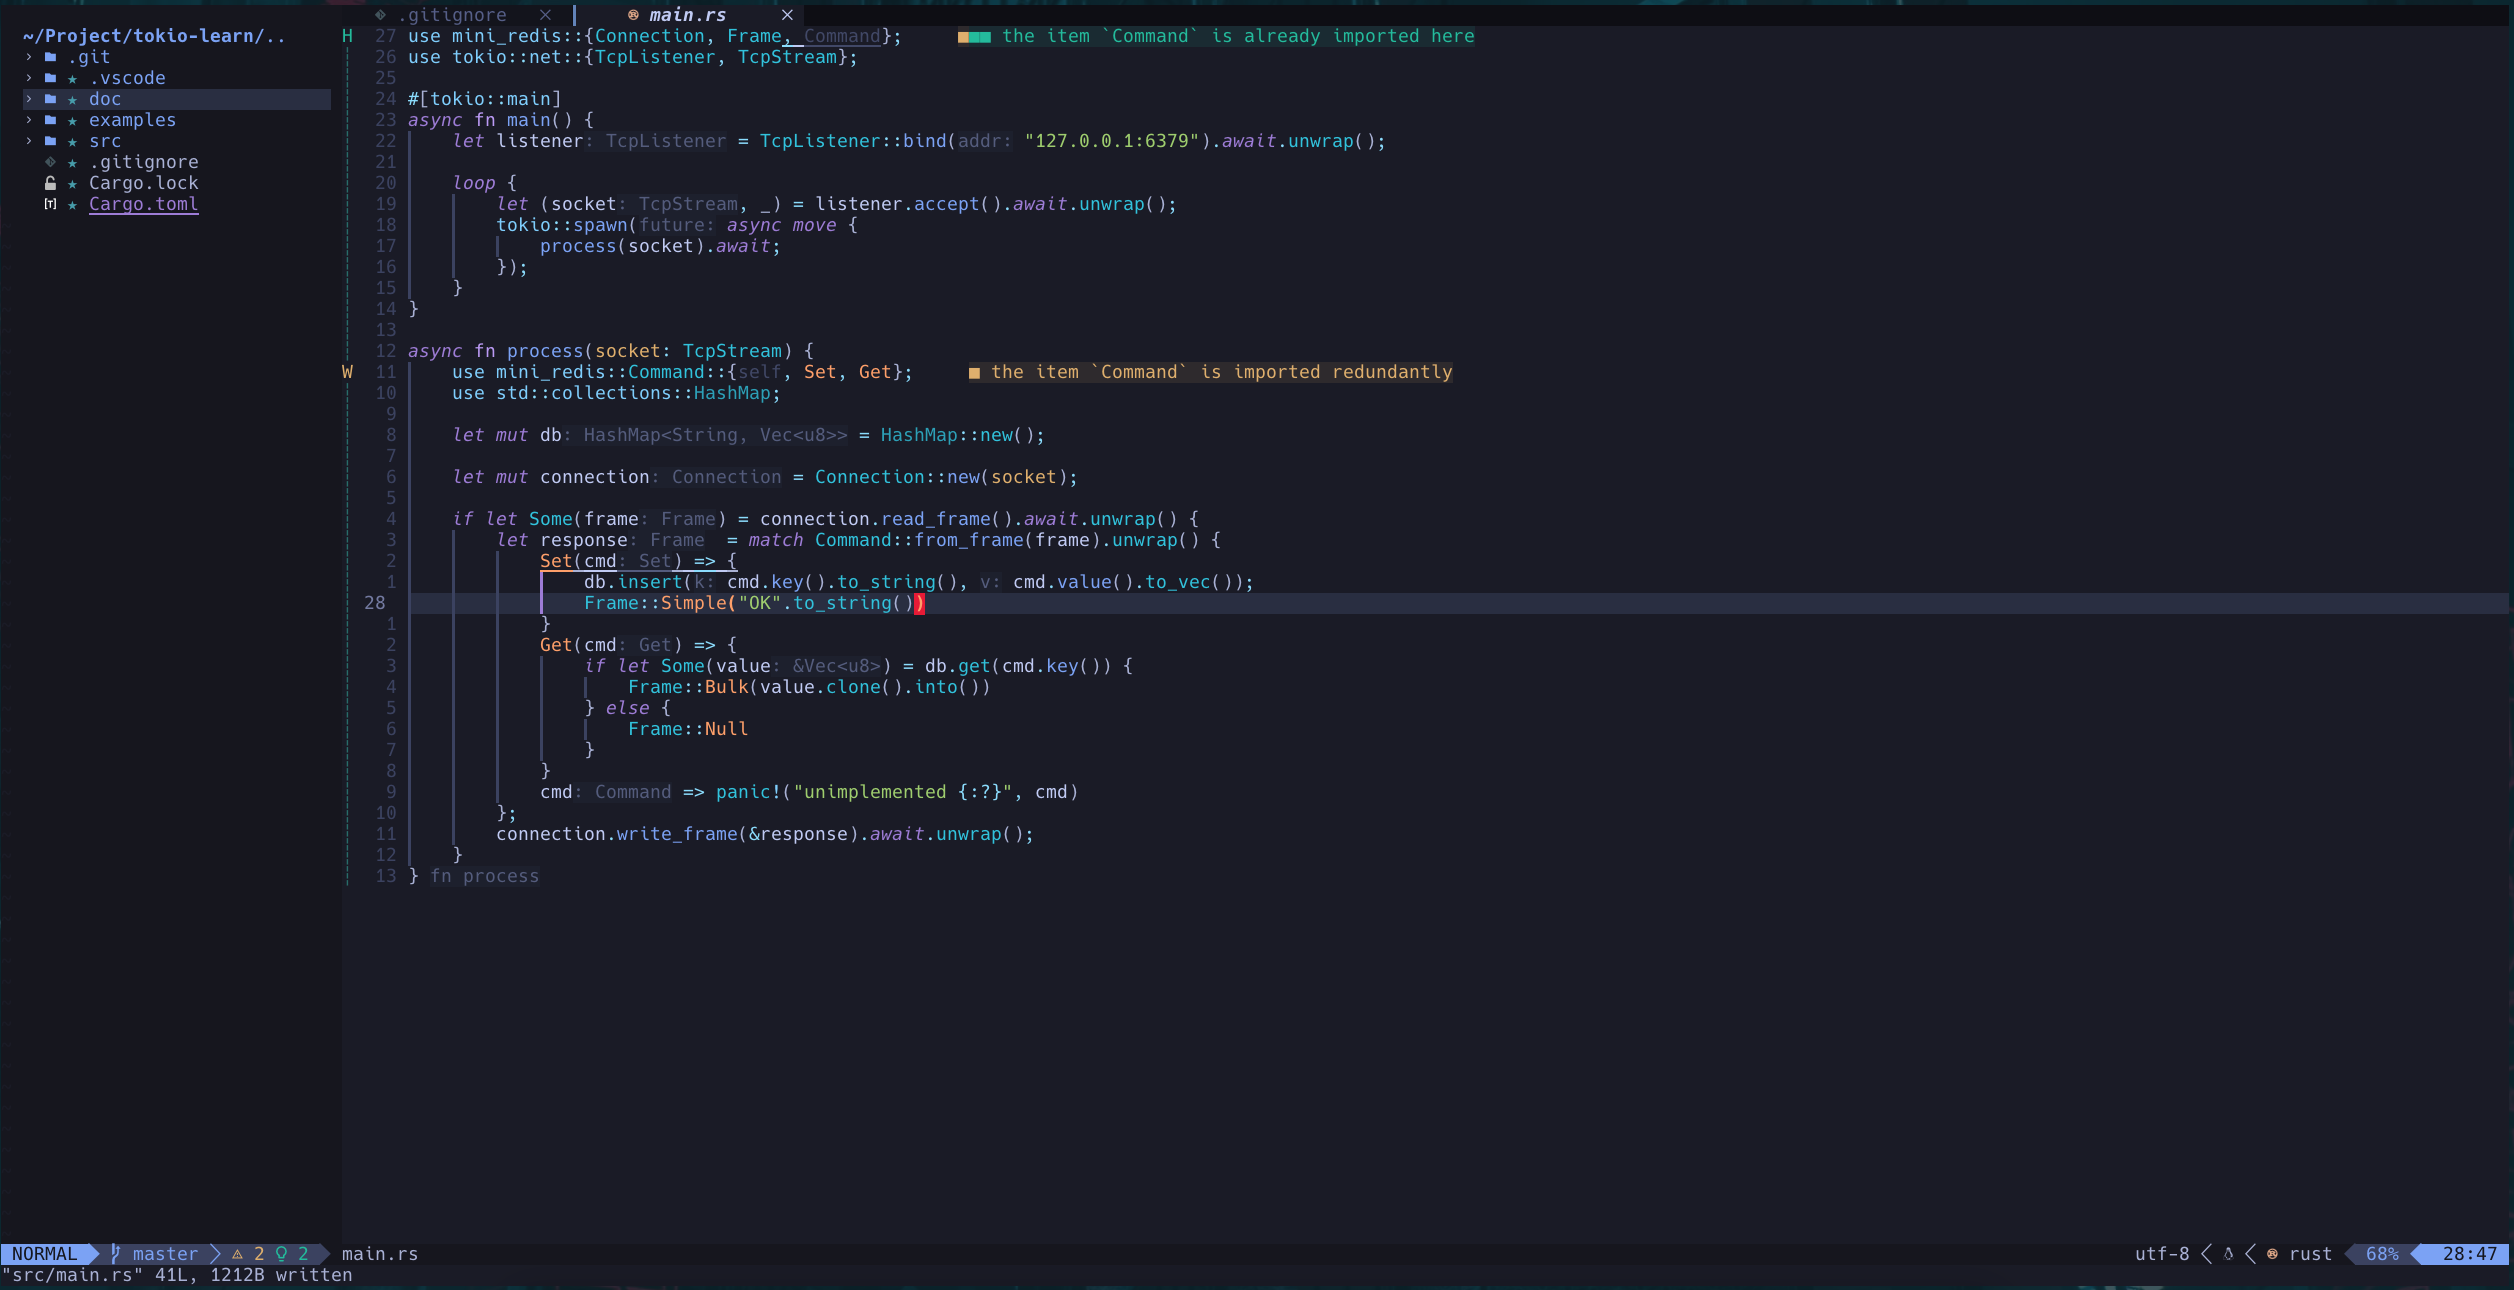 .gitignore × main.rs ×
~/Project/tokio-learn/..
> .git
> ★ .vscode
> ★ doc
> ★ examples
> ★ src
★ .gitignore
★ Cargo.lock
[T] ★ Cargo.toml
H 27 use mini_redis::{Connection, Frame, Command}; ■■■ the item `Command` is already imported here
26 use tokio::net::{TcpListener, TcpStream};
25
24 #[tokio::main]
23 async fn main() {
22 let listener: TcpListener = TcpListener::bind(addr: "127.0.0.1:6379").await.unwrap();
21
20 loop {
19 let (socket: TcpStream, _) = listener.accept().await.unwrap();
18 tokio::spawn(future: async move {
17 process(socket).await;
16 });
15 }
14 }
13
12 async fn process(socket: TcpStream) {
W 11 use mini_redis::Command::{self, Set, Get}; ■ the item `Command` is imported redundantly
10 use std::collections::HashMap;
9
8 let mut db: HashMap<String, Vec<u8>> = HashMap::new();
7
6 let mut connection: Connection = Connection::new(socket);
5
4 if let Some(frame: Frame) = connection.read_frame().await.unwrap() {
3 let response: Frame = match Command::from_frame(frame).unwrap() {
2 Set(cmd: Set) => {
1 db.insert(k: cmd.key().to_string(), v: cmd.value().to_vec());
28 Frame::Simple("OK".to_string())
1 }
2 Get(cmd: Get) => {
3 if let Some(value: &Vec<u8>) = db.get(cmd.key()) {
4 Frame::Bulk(value.clone().into())
5 } else {
6 Frame::Null
7 }
8 }
9 cmd: Command => panic!("unimplemented {:?}", cmd)
10 };
11 connection.write_frame(&response).await.unwrap();
12 }
13 } fn process
NORMAL master 2 2 main.rs utf-8 rust 68% 28:47
"src/main.rs" 41L, 1212B written